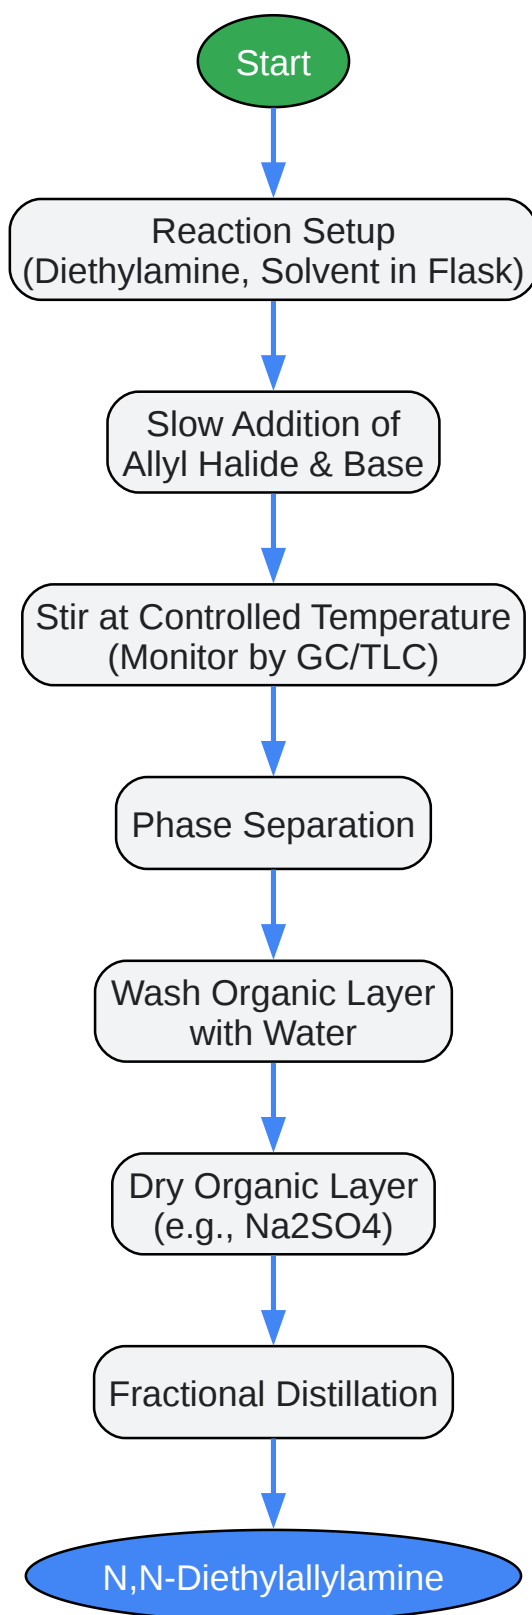 Start
Reaction Setup
(Diethylamine, Solvent in Flask)
Slow Addition of
Allyl Halide & Base
Stir at Controlled Temperature
(Monitor by GC/TLC)
Phase Separation
Wash Organic Layer
with Water
Dry Organic Layer
(e.g., Na2SO4)
Fractional Distillation
N,N-Diethylallylamine